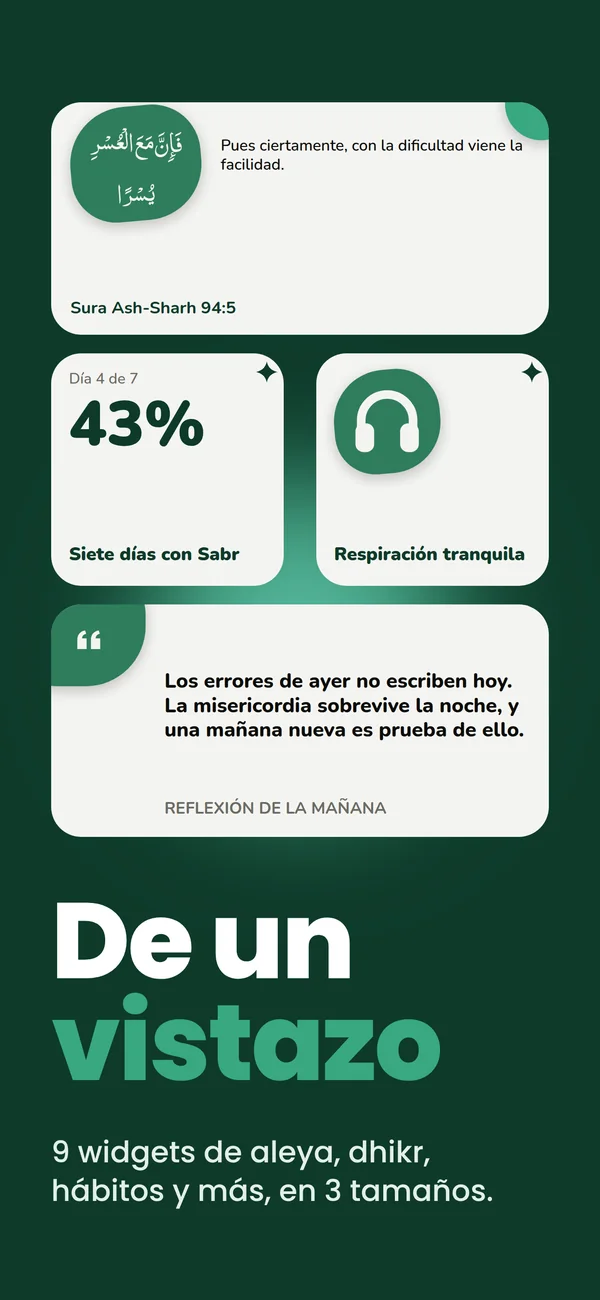 فَإِنَّ مَعَ الْعُسْرِ
يُسْرًا
Pues ciertamente, con la dificultad viene la
facilidad.
Sura Ash-Sharh 94:5
Día 4 de 7
43%
Siete días con Sabr
Respiración tranquila
“
Los errores de ayer no escriben hoy.
La misericordia sobrevive la noche, y
una mañana nueva es prueba de ello.
REFLEXIÓN DE LA MAÑANA
De un
vistazo
9 widgets de aleya, dhikr,
hábitos y más, en 3 tamaños.